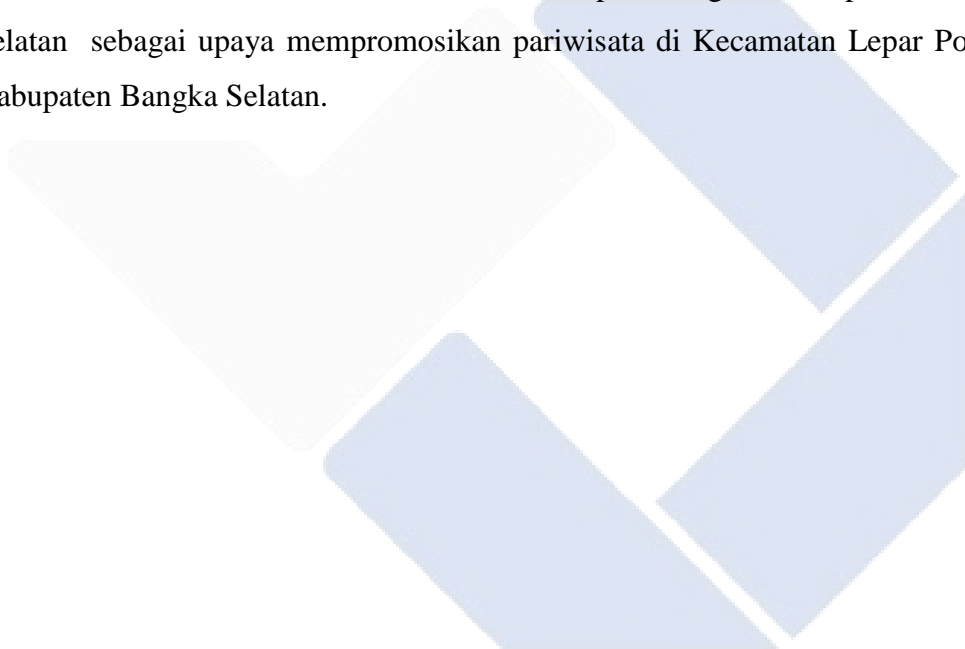 elatan sebagai upaya mempromosikan pariwisata di Kecamatan Lepar Po
abupaten Bangka Selatan.